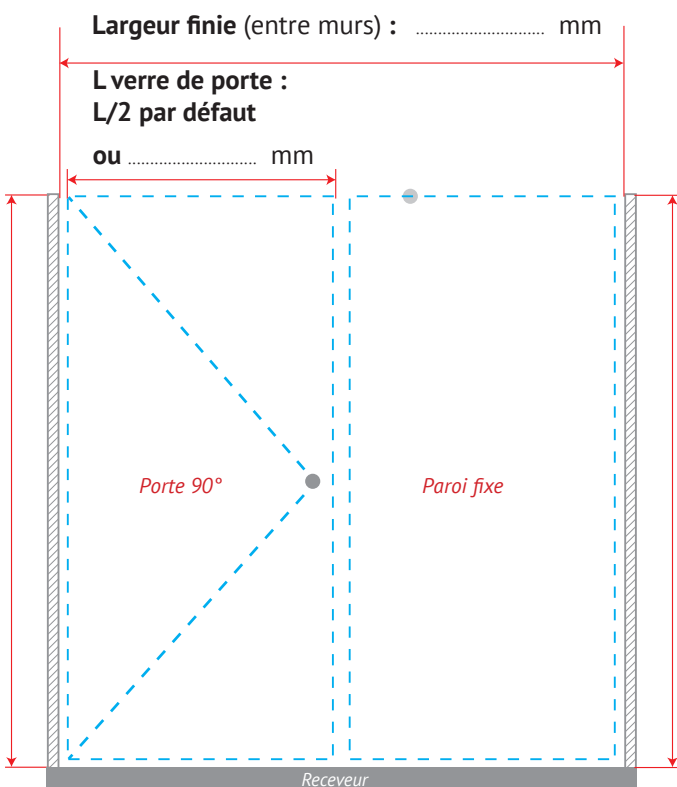 Largeur finie (entre murs) : ............................. mm
L verre de porte :
L/2 par défaut
ou ............................. mm
Porte 90°
Paroi fixe
Receveur